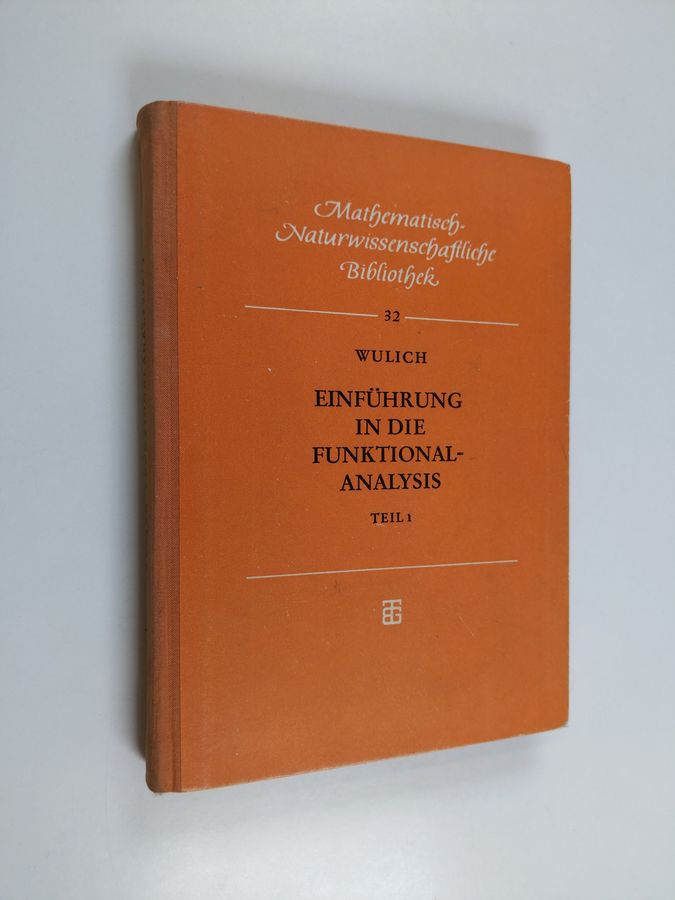 Mathematisch-
Naturwissenschaftliche
Bibliothek
32
WULICH
EINFÜHRUNG
IN DIE
FUNKTIONAL-
ANALYSIS
TEIL 1